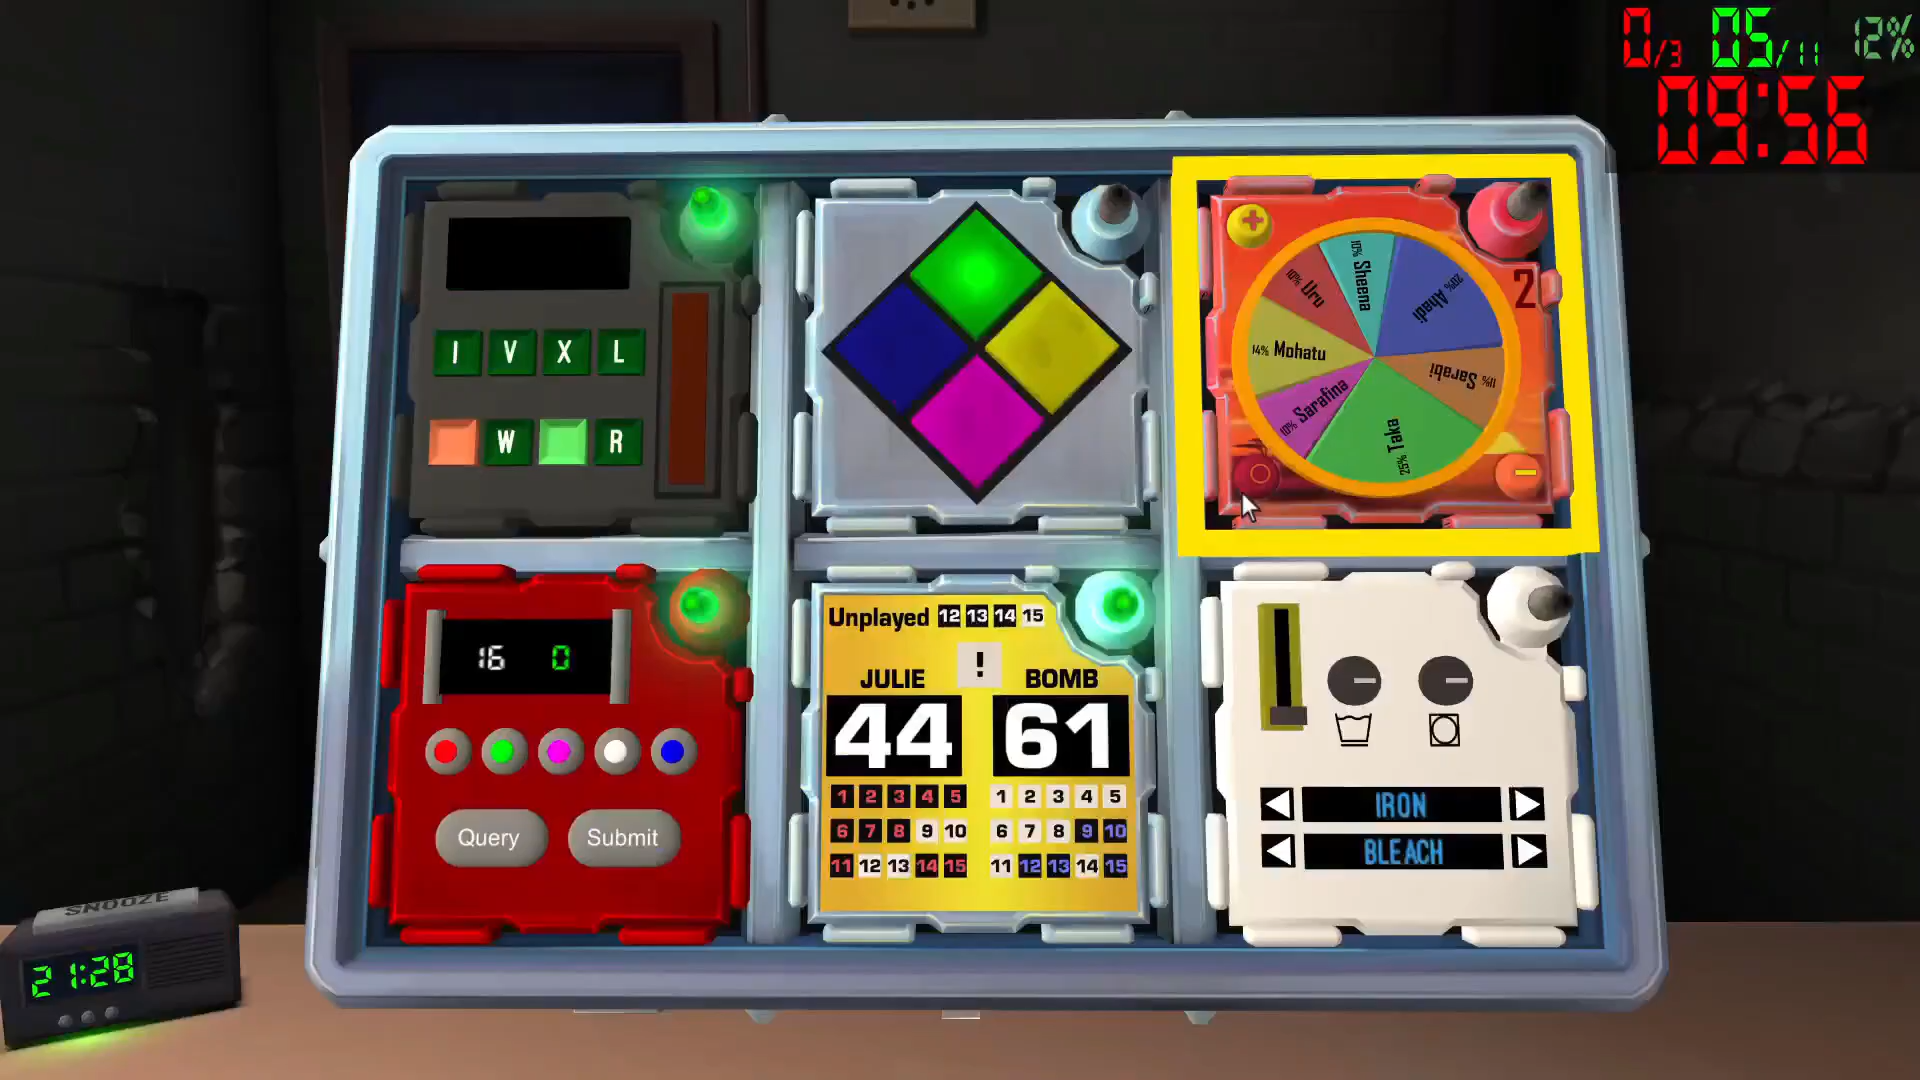 0/3 05/11 12%
09:56
I V X L
W R
20% Ahadi
11% Sarabi
25% Taka
10% Sarafina
14% Mohatu
10% Uru
10% Sheena
2
16 0
Query Submit
Unplayed 12 13 14 15
!
JULIE BOMB
44 61
1 2 3 4 5 1 2 3 4 5
6 7 8 9 10 6 7 8 9 10
11 12 13 14 15 11 12 13 14 15
IRON
BLEACH
SNOOZE
21:28